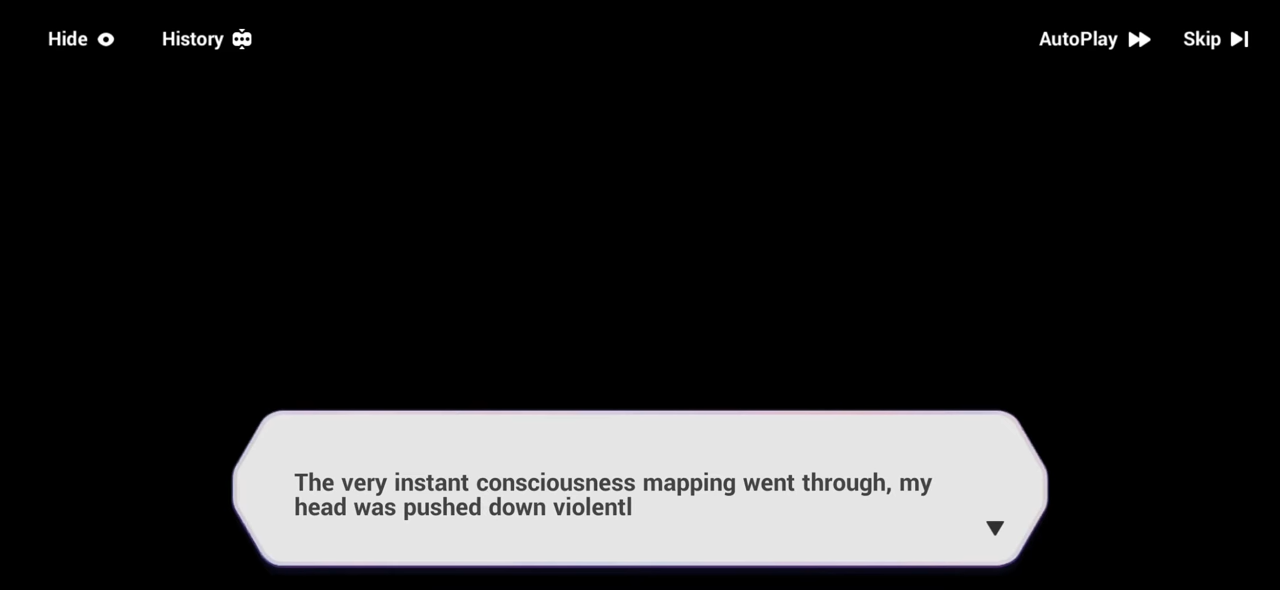 Hide
History
AutoPlay
Skip
The very instant consciousness mapping went through, my
head was pushed down violentl